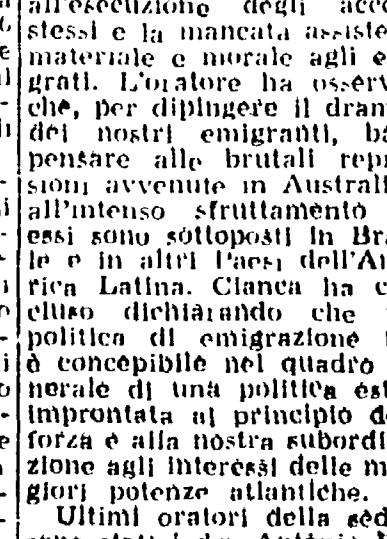 all'esecuzione degli acco
stessi e la mancata assiste
materiale e morale agli e
grati. L'oratore ha osserv
che, per dipingere il dram
dei nostri emigranti, ba
pensare alle brutali repr
sioni avvenute in Australi
all'intenso sfruttamento
essi sono sottoposti in Bra
le e in altri Paesi dell'Am
rica Latina. Cianca ha c
cluso dichiarando che
politica di emigrazione
è concepibile nel quadro
nerale di una politica est
improntata al principio de
forza e alla nostra subordi
zione agli interessi delle m
giori potenze atlantiche.
Ultimi oratori della sed